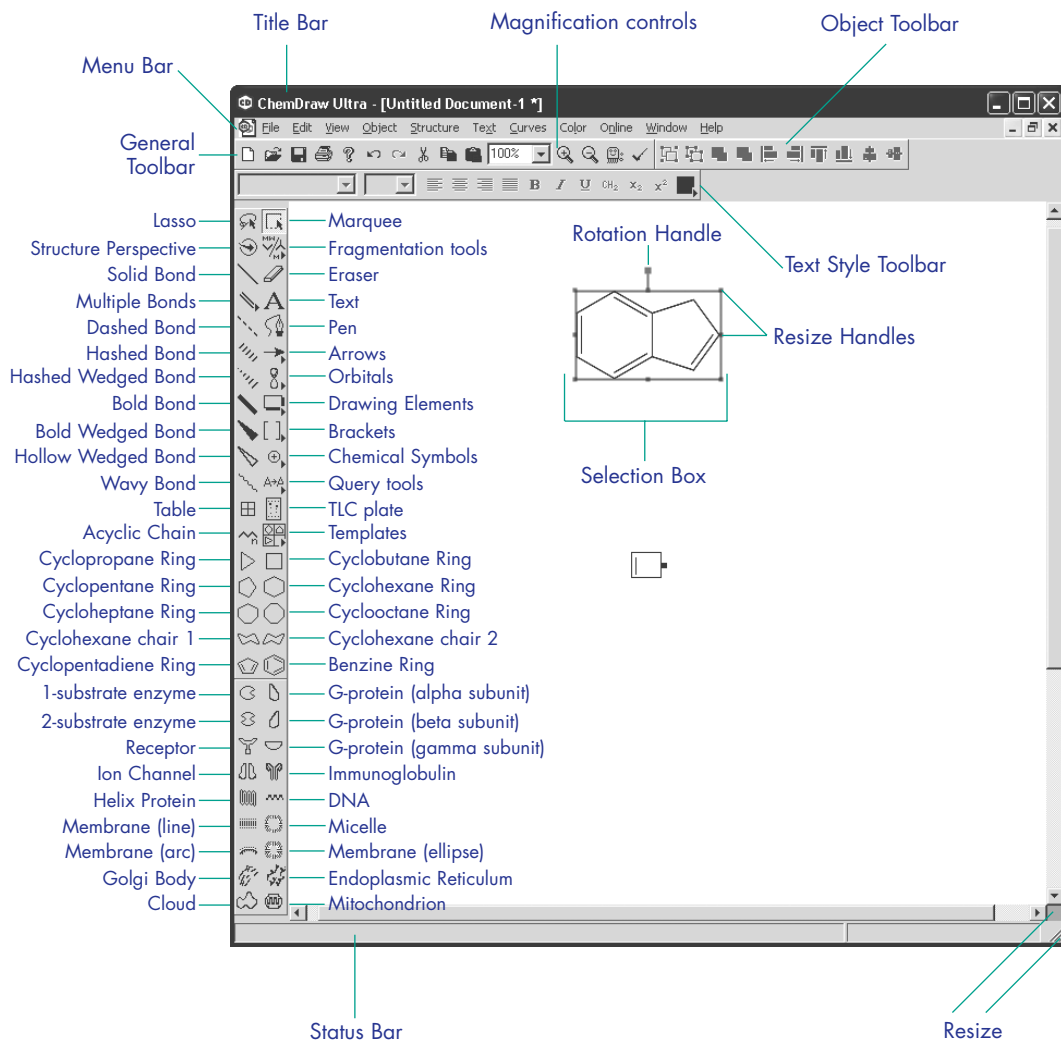 Title Bar
Magnification controls
Object Toolbar
Menu Bar
ChemDraw Ultra - [Untitled Document-1 *]
File Edit View Object Structure Text Curves Color Online Window Help
General
Toolbar
100%
B I U CH₂ X₂ X²
Lasso
Marquee
Rotation Handle
Structure Perspective
MW
M
Fragmentation tools
Text Style Toolbar
Solid Bond
Eraser
Multiple Bonds
A
Text
Dashed Bond
Pen
Resize Handles
Hashed Bond
Arrows
Hashed Wedged Bond
Orbitals
Bold Bond
Drawing Elements
Bold Wedged Bond
Brackets
Hollow Wedged Bond
Chemical Symbols
Selection Box
Wavy Bond
A→A
Query tools
Table
TLC plate
Acyclic Chain
n
Templates
Cyclopropane Ring
Cyclobutane Ring
Cyclopentane Ring
Cyclohexane Ring
Cycloheptane Ring
Cyclooctane Ring
Cyclohexane chair 1
Cyclohexane chair 2
Cyclopentadiene Ring
Benzine Ring
1-substrate enzyme
G-protein (alpha subunit)
2-substrate enzyme
G-protein (beta subunit)
Receptor
G-protein (gamma subunit)
Ion Channel
Immunoglobulin
Helix Protein
DNA
Membrane (line)
Micelle
Membrane (arc)
Membrane (ellipse)
Golgi Body
Endoplasmic Reticulum
Cloud
Mitochondrion
Status Bar
Resize